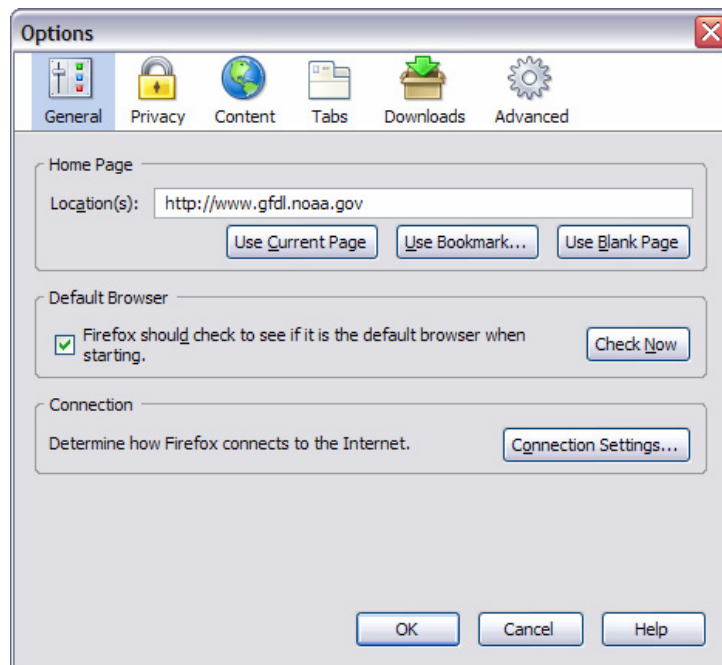 Options
General Privacy Content Tabs Downloads Advanced
Home Page
Location(s): http://www.gfdl.noaa.gov
Use Current Page Use Bookmark... Use Blank Page
Default Browser
Firefox should check to see if it is the default browser when
starting.
Check Now
Connection
Determine how Firefox connects to the Internet. Connection Settings...
OK Cancel Help